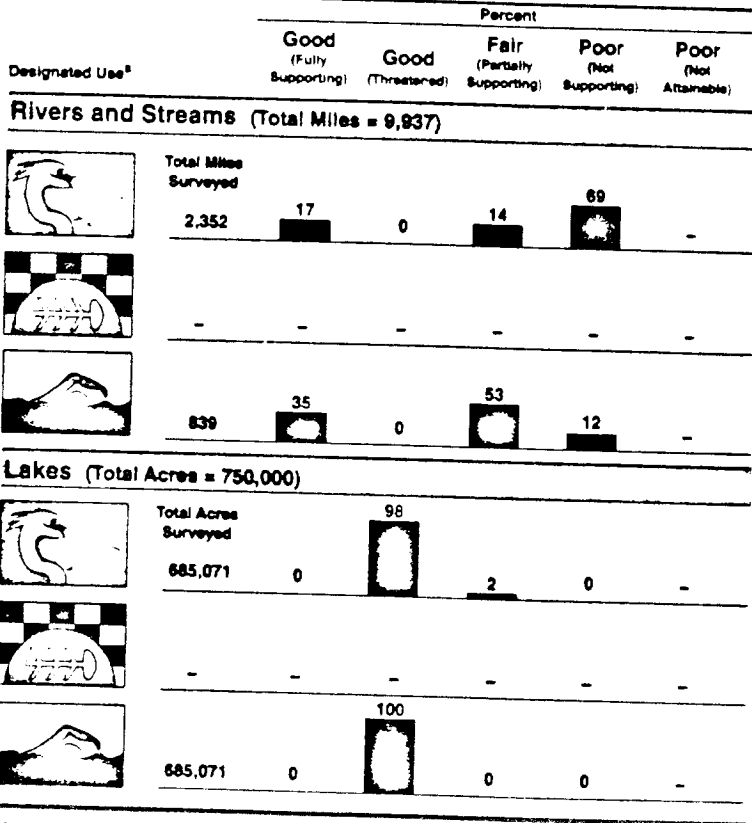 Percent
Designated Useª Good (Fully Supporting) Good (Threatened) Fair (Partially Supporting) Poor (Not Supporting) Poor (Not Attainable)
Rivers and Streams (Total Miles = 9,937)
Total Miles Surveyed
2,352 17 0 14 69 -
- - - - - -
839 35 0 53 12 -
Lakes (Total Acres = 750,000)
Total Acres Surveyed
685,071 0 98 2 0 -
- - - - - -
685,071 0 100 0 0 -